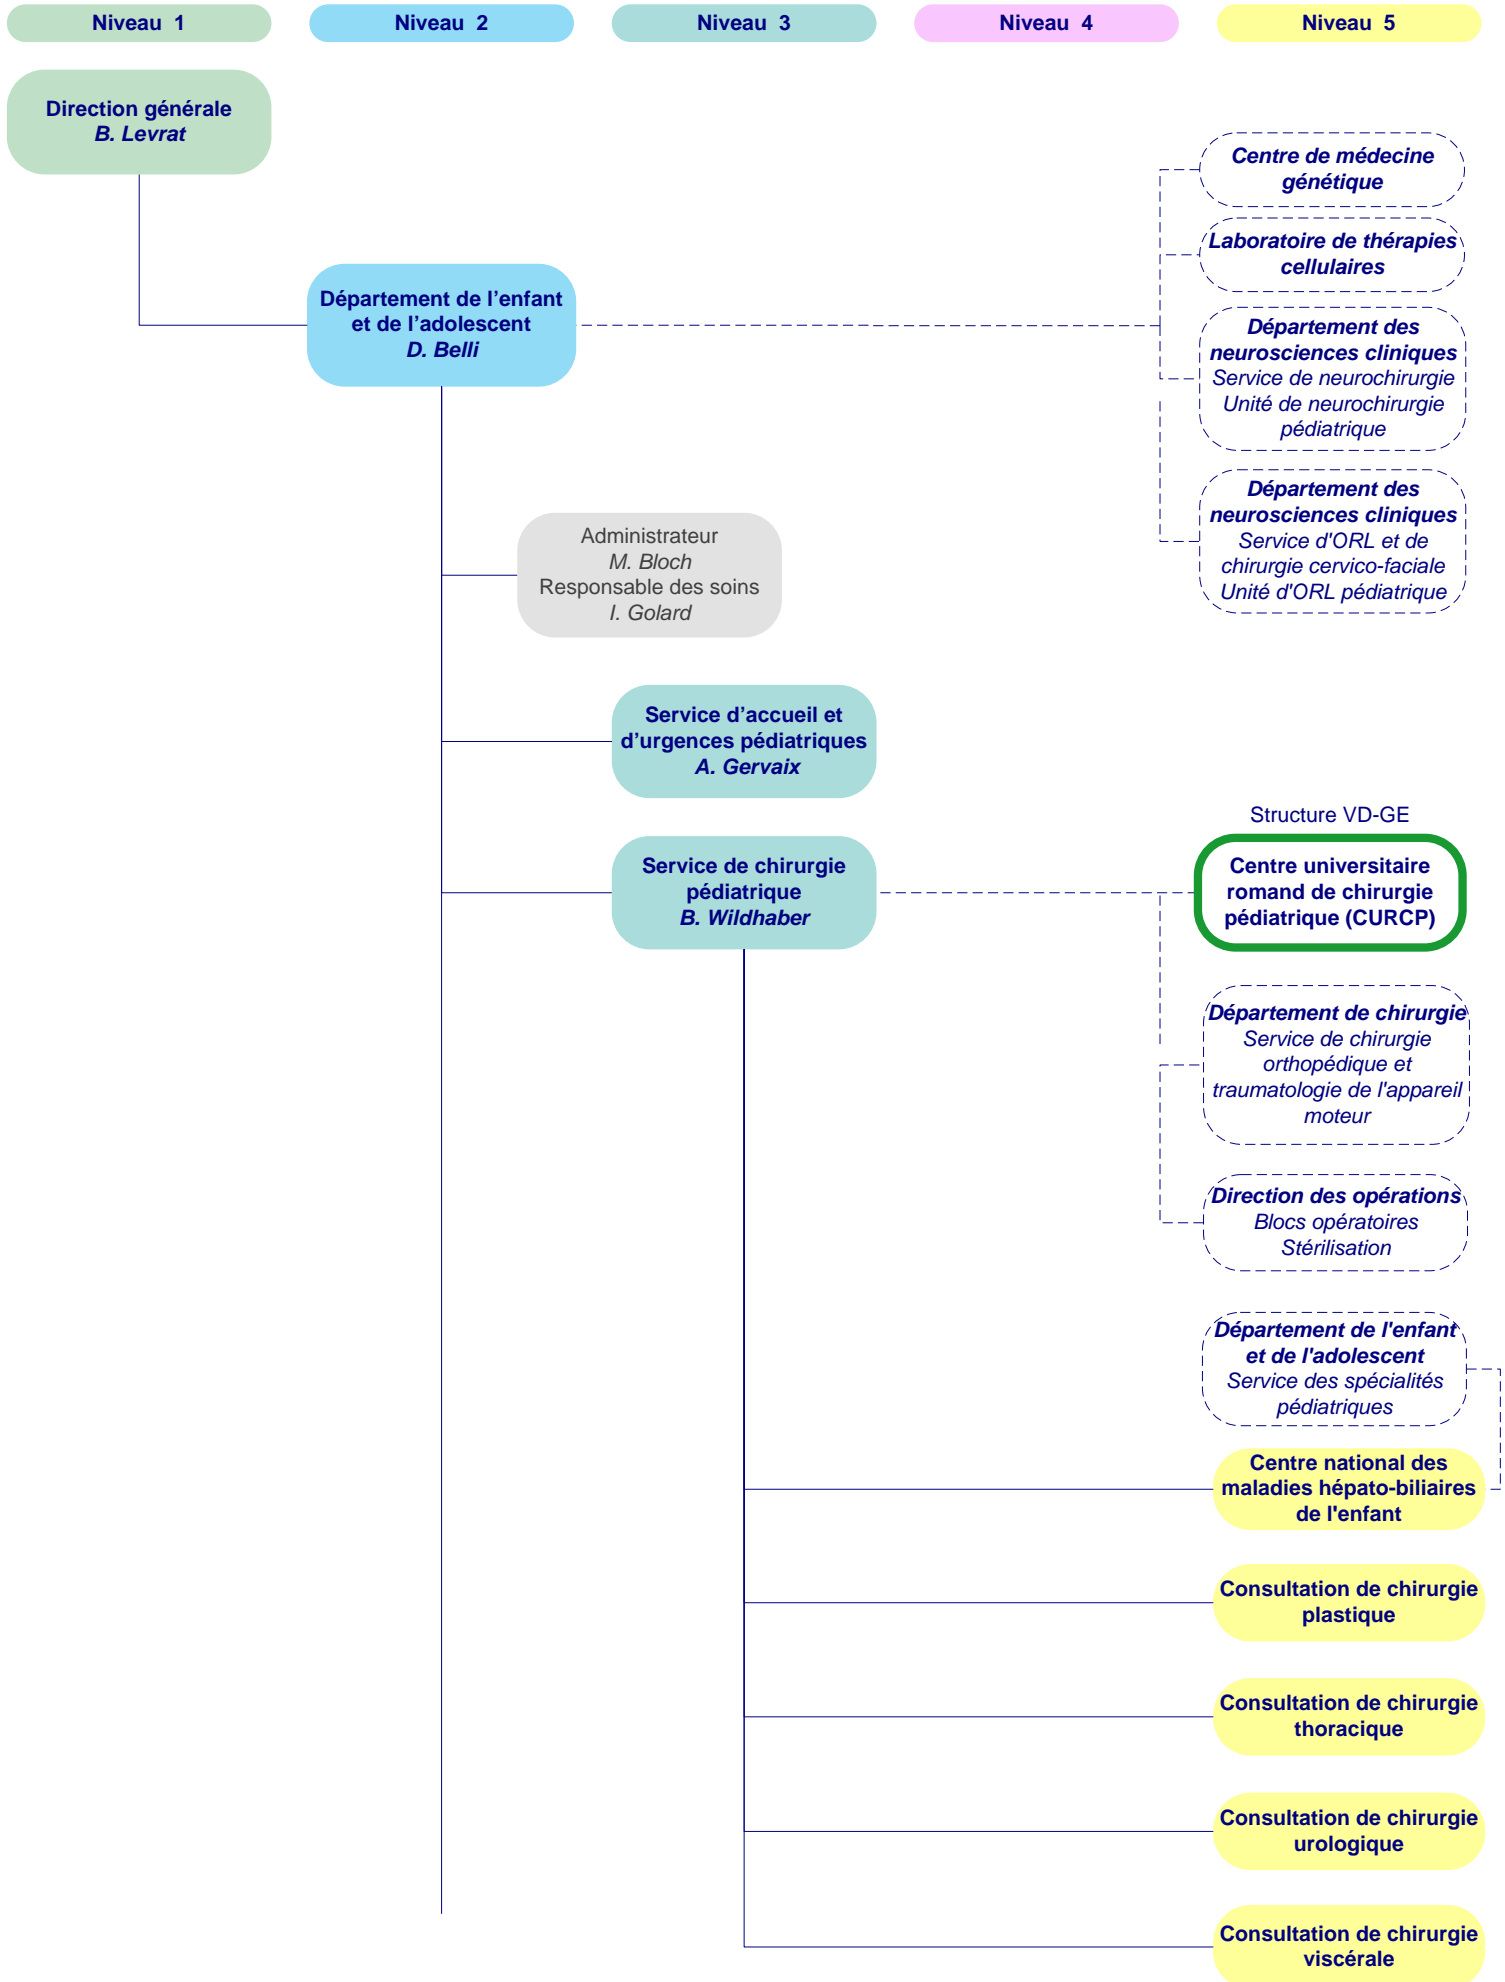 Niveau 1
Niveau 2
Niveau 3
Niveau 4
Niveau 5
Direction générale
B. Levrat
Centre de médecine
génétique
Laboratoire de thérapies
cellulaires
Département de l’enfant
et de l’adolescent
D. Belli
Département des
neurosciences cliniques
Service de neurochirurgie
Unité de neurochirurgie
pédiatrique
Département des
neurosciences cliniques
Service d'ORL et de
chirurgie cervico-faciale
Unité d'ORL pédiatrique
Administrateur
M. Bloch
Responsable des soins
I. Golard
Service d’accueil et
d’urgences pédiatriques
A. Gervaix
Service de chirurgie
pédiatrique
B. Wildhaber
Structure VD-GE
Centre universitaire
romand de chirurgie
pédiatrique (CURCP)
Département de chirurgie
Service de chirurgie
orthopédique et
traumatologie de l'appareil
moteur
Direction des opérations
Blocs opératoires
Stérilisation
Département de l'enfant
et de l'adolescent
Service des spécialités
pédiatriques
Centre national des
maladies hépato-biliaires
de l'enfant
Consultation de chirurgie
plastique
Consultation de chirurgie
thoracique
Consultation de chirurgie
urologique
Consultation de chirurgie
viscérale